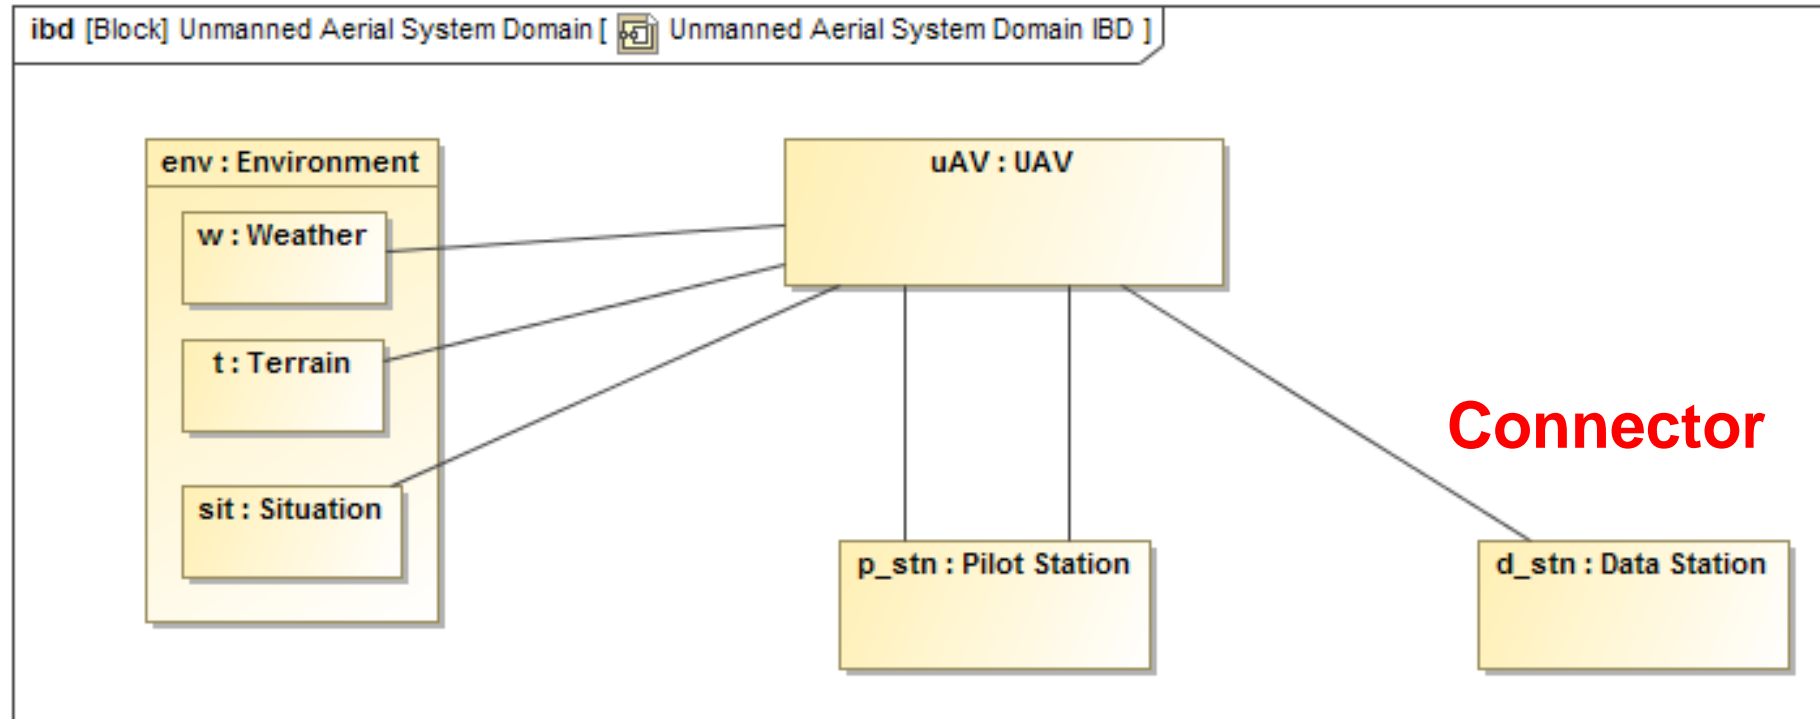 ibd [Block] Unmanned Aerial System Domain [ Unmanned Aerial System Domain IBD ]
env : Environment
uAV : UAV
w : Weather
t : Terrain
Connector
sit : Situation
p_stn : Pilot Station
d_stn : Data Station